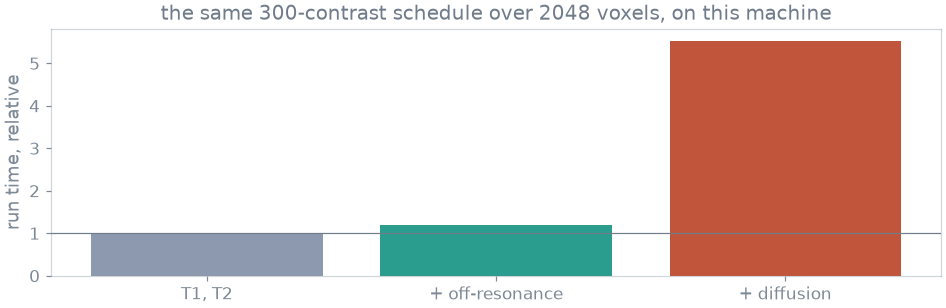 the same 300-contrast schedule over 2048 voxels, on this machine
run time, relative
5
4
3
2
1
0
T1, T2
+ off-resonance
+ diffusion